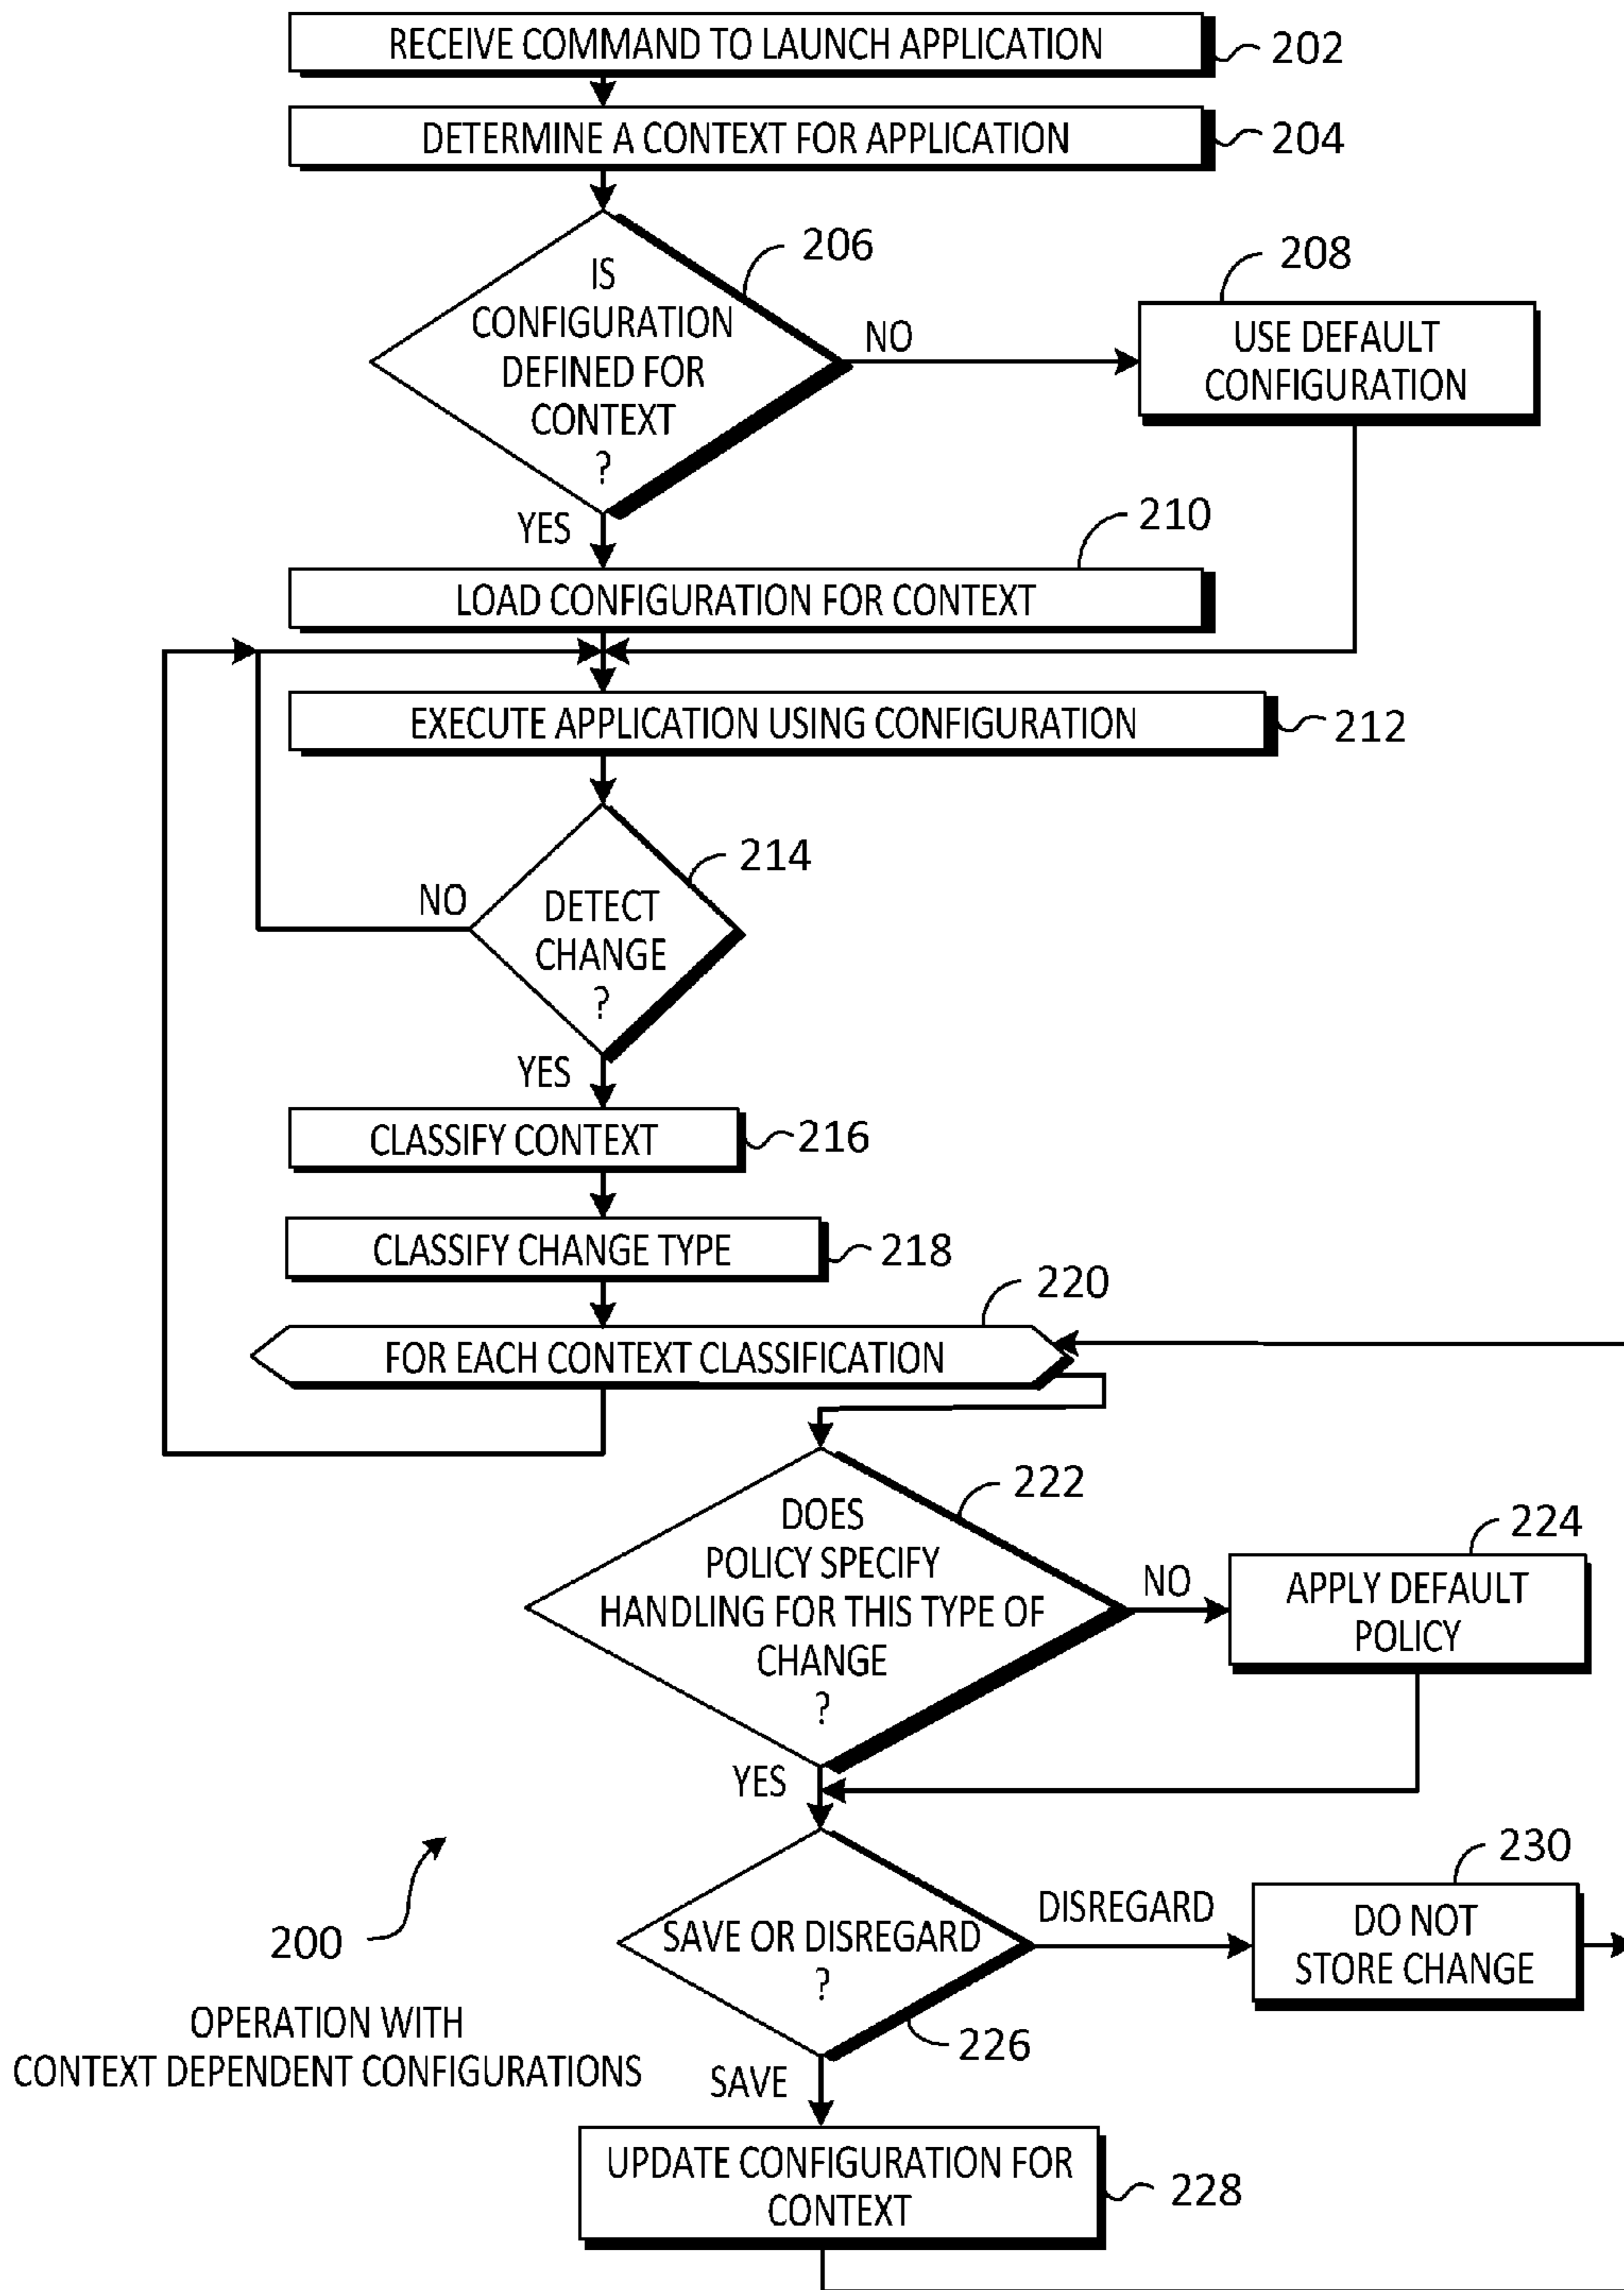 RECEIVE COMMAND TO LAUNCH APPLICATION
202
DETERMINE A CONTEXT FOR APPLICATION
204
206
IS
CONFIGURATION
DEFINED FOR
CONTEXT
?
NO
208
USE DEFAULT
CONFIGURATION
YES
210
LOAD CONFIGURATION FOR CONTEXT
EXECUTE APPLICATION USING CONFIGURATION
212
214
NO
DETECT
CHANGE
?
YES
CLASSIFY CONTEXT
216
CLASSIFY CHANGE TYPE
218
220
FOR EACH CONTEXT CLASSIFICATION
222
DOES
POLICY SPECIFY
HANDLING FOR THIS TYPE OF
CHANGE
?
NO
224
APPLY DEFAULT
POLICY
YES
SAVE OR DISREGARD
?
226
DISREGARD
230
DO NOT
STORE CHANGE
200
OPERATION WITH
CONTEXT DEPENDENT CONFIGURATIONS
SAVE
UPDATE CONFIGURATION FOR
CONTEXT
228